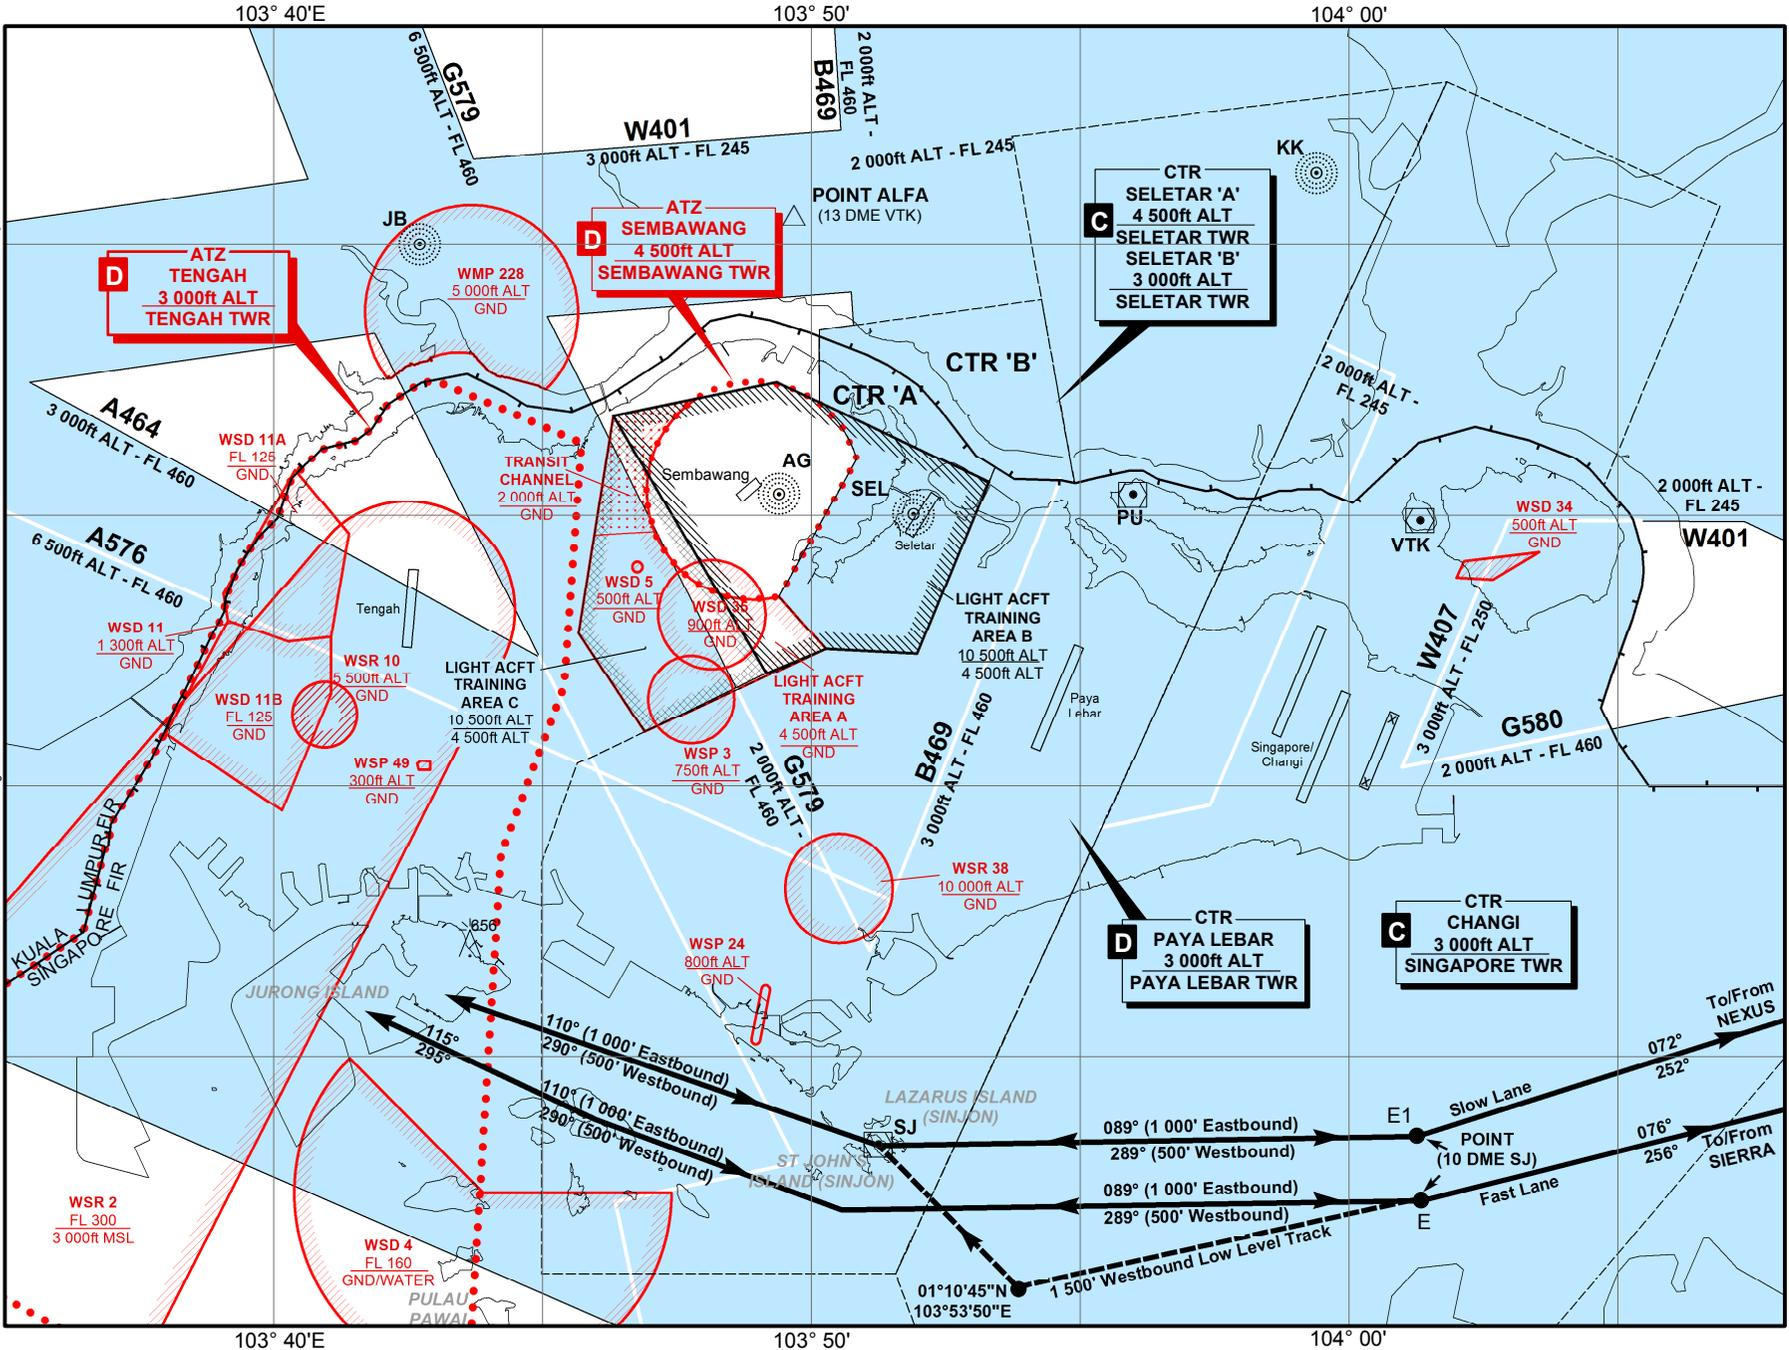 103° 40'E
103° 50'
104° 00'
G579
6 500ft ALT - FL 460
W401
3 000ft ALT - FL 245
B469
2 000ft ALT -
FL 460
2 000ft ALT - FL 245
POINT ALFA
(13 DME VTK)
KK
JB
D
ATZ
TENGAH
3 000ft ALT
TENGAH TWR
WMP 228
5 000ft ALT
GND
D
ATZ
SEMBAWANG
4 500ft ALT
SEMBAWANG TWR
C
CTR
SELETAR 'A'
4 500ft ALT
SELETAR TWR
SELETAR 'B'
3 000ft ALT
SELETAR TWR
CTR 'B'
CTR 'A'
2 000ft ALT -
FL 245
A464
3 000ft ALT - FL 460
WSD 11A
FL 125
GND
TRANSIT
CHANNEL
2 000ft ALT
GND
Sembawang
AG
SEL
Seletar
PU
VTK
WSD 34
500ft ALT
GND
2 000ft ALT -
FL 245
W401
A576
6 500ft ALT - FL 460
WSD 11
1 300ft ALT
GND
Tengah
WSR 10
5 500ft ALT
GND
WSD 11B
FL 125
GND
WSP 49
300ft ALT
GND
LIGHT ACFT
TRAINING
AREA C
10 500ft ALT
4 500ft ALT
WSD 5
500ft ALT
GND
WSD 35
900ft ALT
GND
LIGHT ACFT
TRAINING
AREA A
4 500ft ALT
GND
LIGHT ACFT
TRAINING
AREA B
10 500ft ALT
4 500ft ALT
WSP 3
750ft ALT
GND
G579
2 000ft ALT -
FL 460
B469
3 000ft ALT - FL 460
Paya
Lebar
W407
3 000ft ALT - FL 250
G580
2 000ft ALT - FL 460
Singapore/
Changi
KUALA LUMPUR FIR
SINGAPORE FIR
WSR 38
10 000ft ALT
GND
D
CTR
PAYA LEBAR
3 000ft ALT
PAYA LEBAR TWR
C
CTR
CHANGI
3 000ft ALT
SINGAPORE TWR
656
JURONG ISLAND
WSP 24
800ft ALT
GND
115°
295°
110° (1 000' Eastbound)
290° (500' Westbound)
110° (1 000' Eastbound)
290° (500' Westbound)
LAZARUS ISLAND
(SINJON)
SJ
ST JOHN'S
ISLAND (SINJON)
089° (1 000' Eastbound)
289° (500' Westbound)
089° (1 000' Eastbound)
289° (500' Westbound)
E1
POINT
(10 DME SJ)
E
Slow Lane
072°
252°
To/From
NEXUS
Fast Lane
076°
256°
To/From
SIERRA
1 500' Westbound Low Level Track
01°10'45"N
103°53'50"E
WSR 2
FL 300
3 000ft MSL
WSD 4
FL 160
GND/WATER
PULAU
PAWAI
103° 40'E
103° 50'
104° 00'